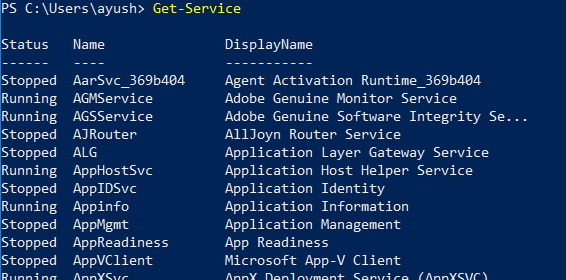 PS C:\Users\ayush> Get-Service
Status Name DisplayName
------ ---- -----------
Stopped AarSvc_369b404 Agent Activation Runtime_369b404
Running AGMService Adobe Genuine Monitor Service
Running AGSService Adobe Genuine Software Integrity Se...
Stopped AJRouter AllJoyn Router Service
Stopped ALG Application Layer Gateway Service
Running AppHostSvc Application Host Helper Service
Stopped AppIDSvc Application Identity
Running Appinfo Application Information
Stopped AppMgmt Application Management
Stopped AppReadiness App Readiness
Stopped AppVClient Microsoft App-V Client
Running AppXSvc AppX Deployment Service (AppXSVC)